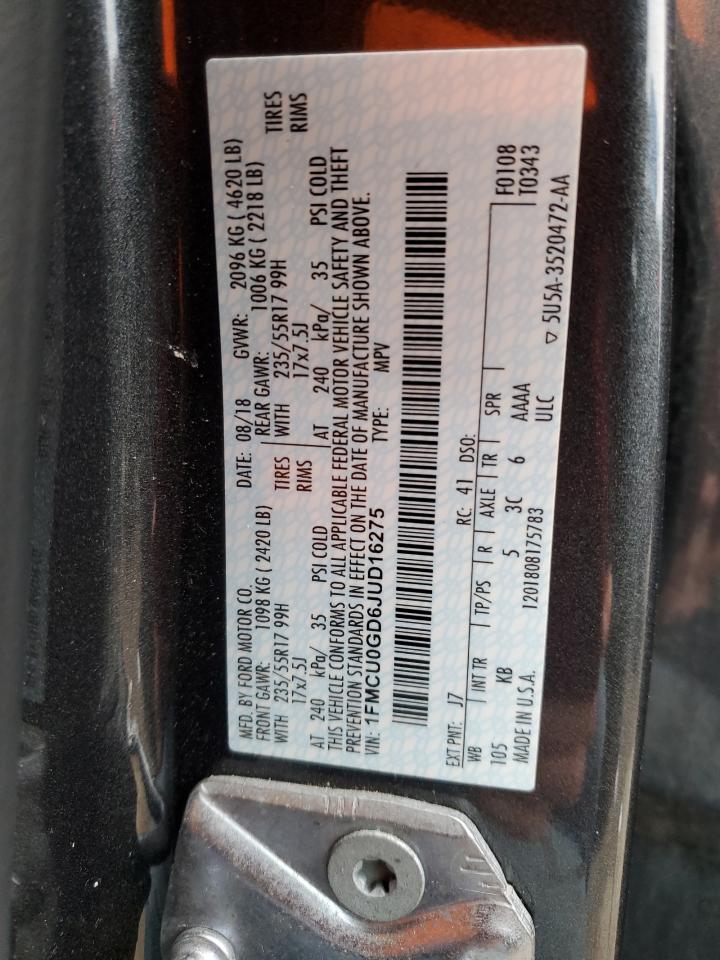 MFD. BY FORD MOTOR CO. DATE: 08/18 GVWR: 2096 KG ( 4620 LB)
FRONT GAWR: 1098 KG ( 2420 LB) REAR GAWR: 1006 KG ( 2218 LB)
WITH 235/55R17 99H TIRES WITH 235/55R17 99H TIRES
17x7.5J RIMS 17x7.5J RIMS
AT 240 kPa/ 35 PSI COLD AT 240 kPa/ 35 PSI COLD
THIS VEHICLE CONFORMS TO ALL APPLICABLE FEDERAL MOTOR VEHICLE SAFETY AND THEFT
PREVENTION STANDARDS IN EFFECT ON THE DATE OF MANUFACTURE SHOWN ABOVE.
VIN: 1FMCU0GD6JUD16275 TYPE: MPV
EXT PNT: J7 RC: 41 DSO: F0108
WB INT TR TP/PS R AXLE TR SPR T0343
105 KB 5 3C 6 AAAA
MADE IN U.S.A. 1201808175783 ULC
▽ 5U5A-3520472-AA